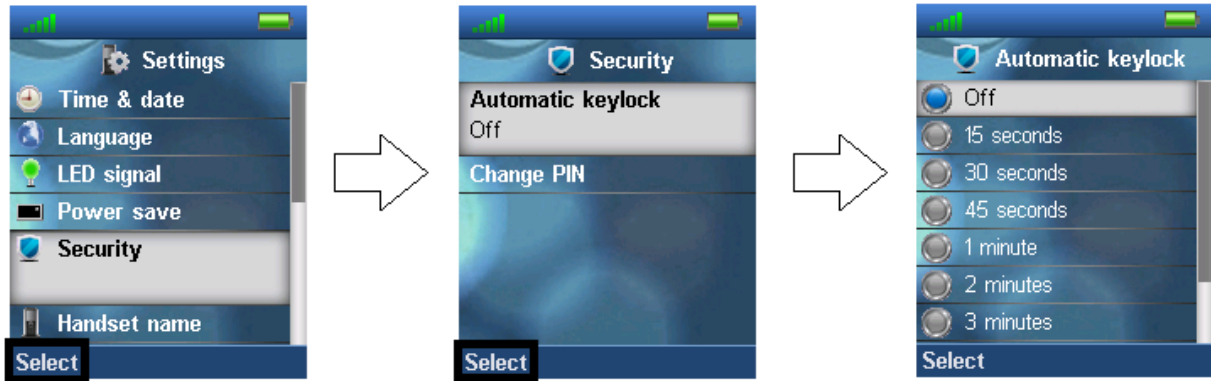 Settings
Time & date
Language
LED signal
Power save
Security
Handset name
Select
Security
Automatic keylock
Off
Change PIN
Select
Automatic keylock
Off
15 seconds
30 seconds
45 seconds
1 minute
2 minutes
3 minutes
Select